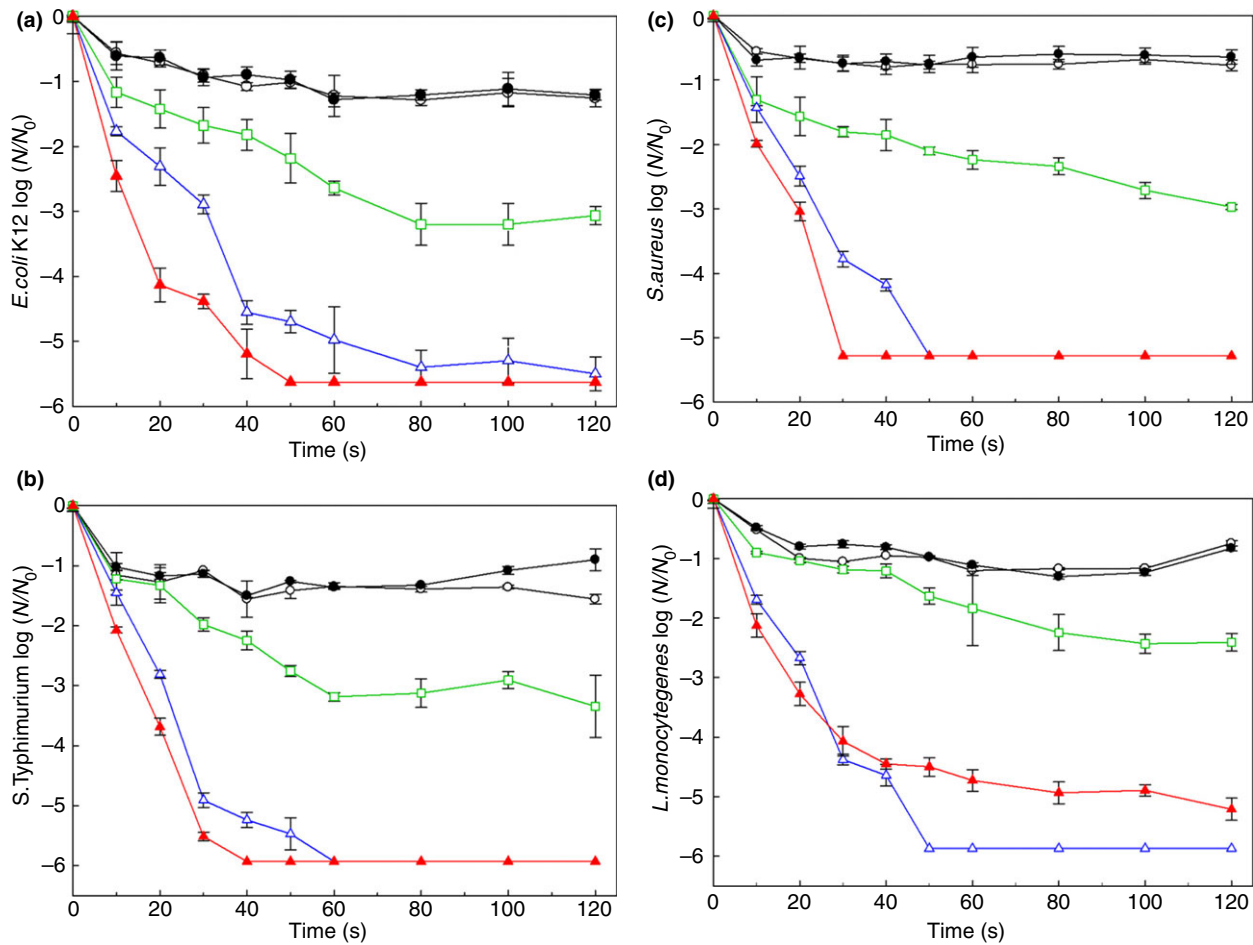 (a)
0
–1
–2
–3
–4
–5
–6
E.coli K12 log (N/N0)
0 20 40 60 80 100 120
Time (s)
(b)
0
–1
–2
–3
–4
–5
–6
S.Typhimurium log (N/N0)
0 20 40 60 80 100 120
Time (s)
(c)
0
–1
–2
–3
–4
–5
–6
S.aureus log (N/N0)
0 20 40 60 80 100 120
Time (s)
(d)
0
–1
–2
–3
–4
–5
–6
L.monocytegenes log (N/N0)
0 20 40 60 80 100 120
Time (s)